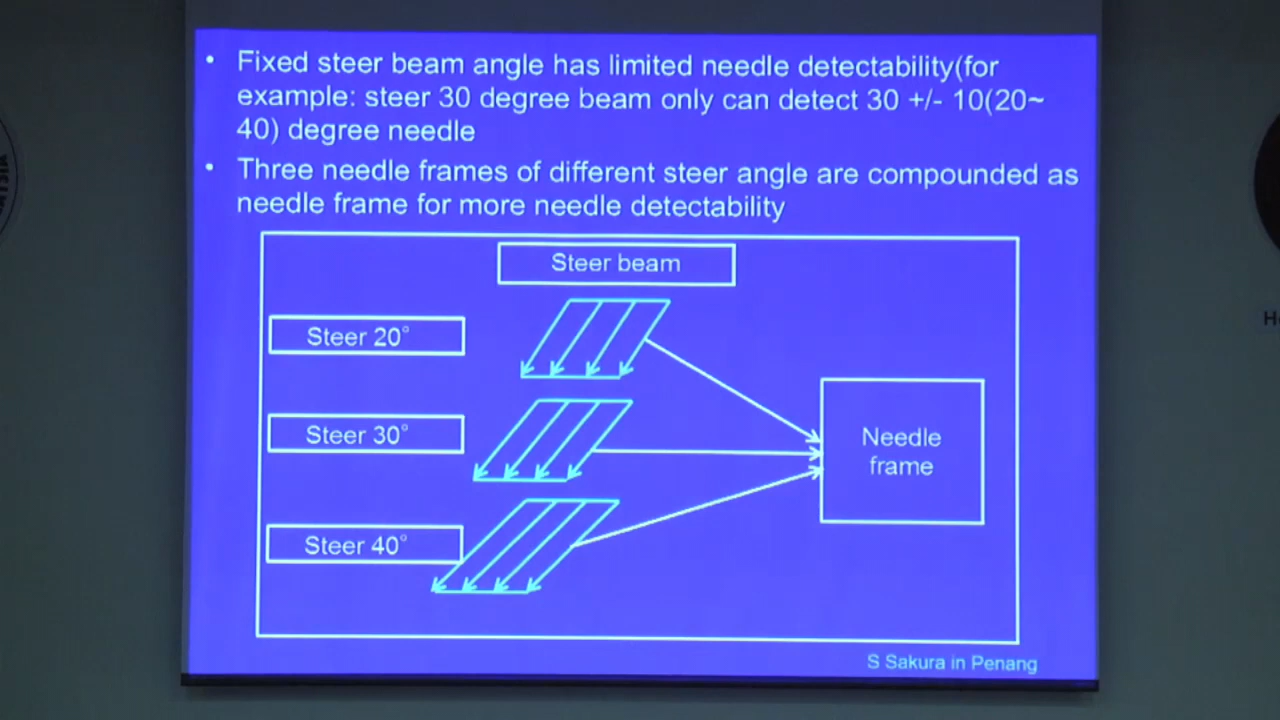 • Fixed steer beam angle has limited needle detectability(for
example: steer 30 degree beam only can detect 30 +/- 10(20~
40) degree needle
• Three needle frames of different steer angle are compounded as
needle frame for more needle detectability
Steer beam
Steer 20°
Steer 30°
Needle
frame
Steer 40°
S Sakura in Penang